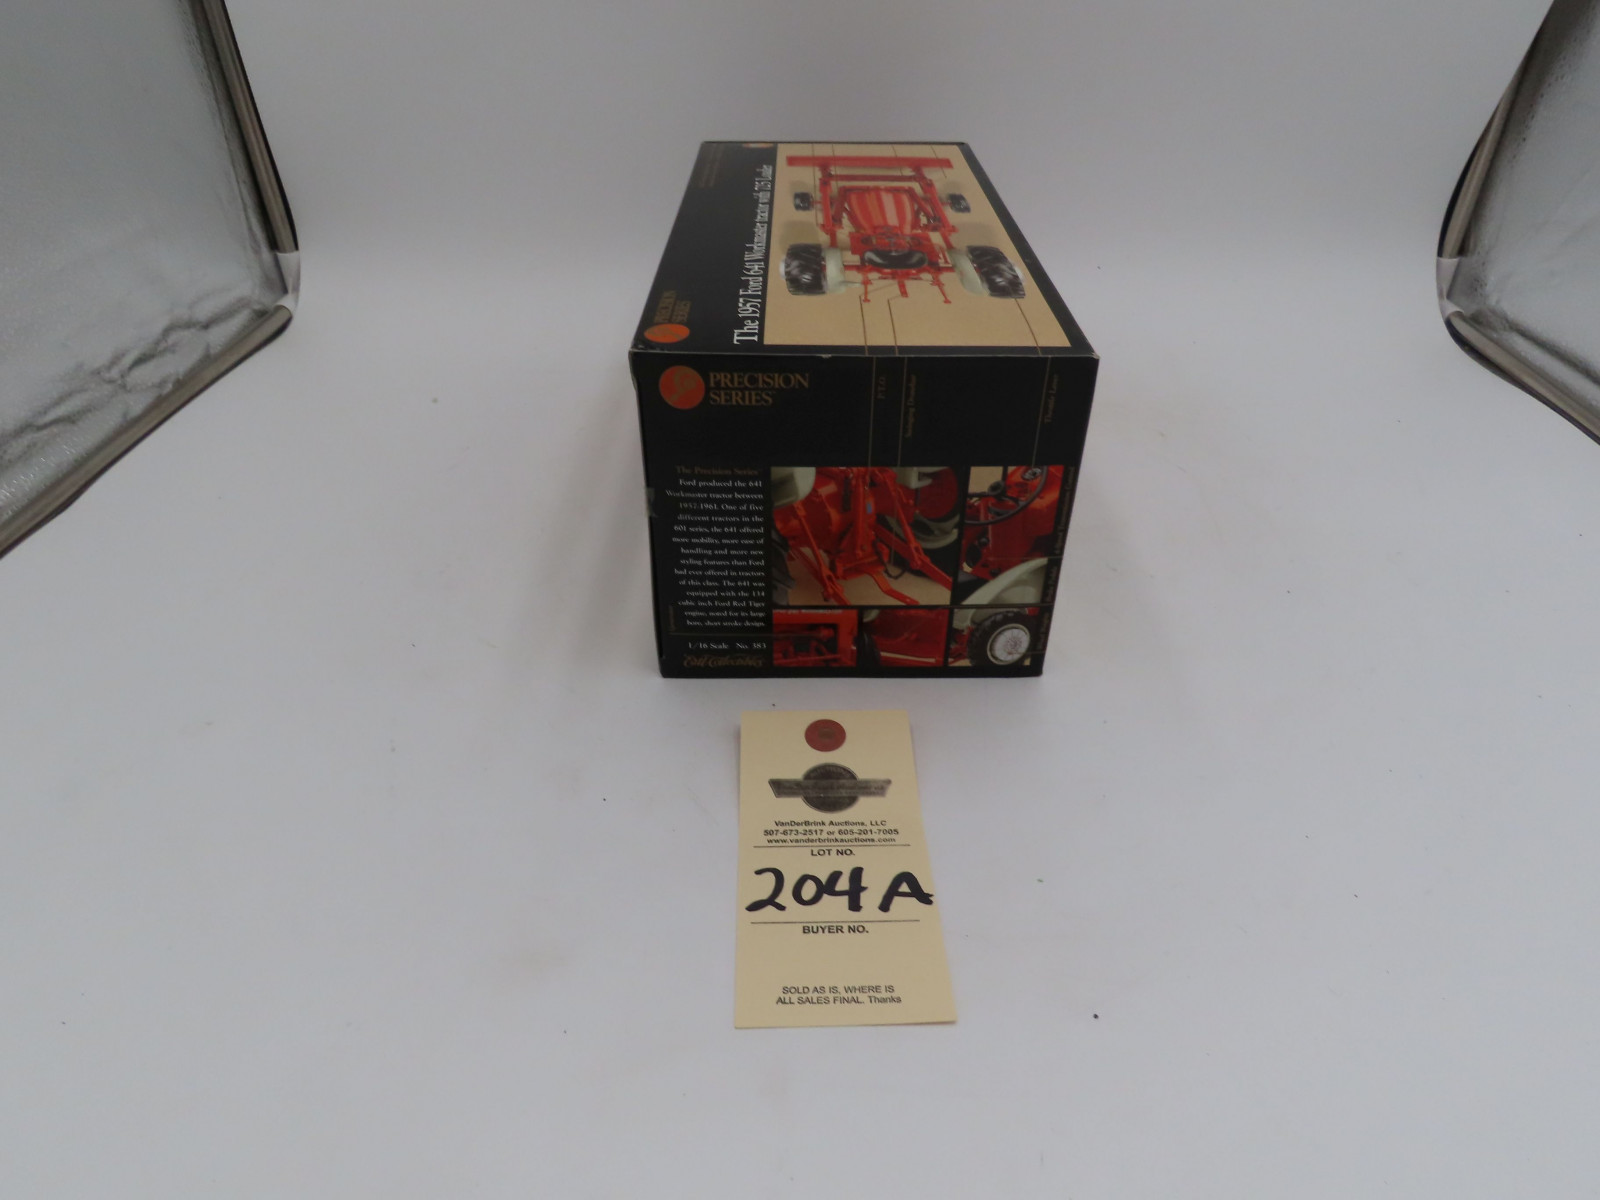 The 1957 Ford 641 Workmaster tractor with 725 Loader
PRECISION
SERIES
PRECISION
SERIES
P.T.O.
Swinging Drawbar
The Precision Series
Ford produced the 641
Workmaster tractor between
1957-1961. One of five
different tractors in the
601 series, the 641 offered
more mobility, more ease of
handling and more new
styling features than Ford
had ever offered in tractors
of this class. The 641 was
equipped with the 134
cubic inch Ford Red Tiger
engine, noted for its large
bore, short stroke design.
1/16 Scale No. 383
Ertl Collectibles
VanDerBrink Auctions, LLC
507-673-2517 or 605-201-7005
www.vanderbrinkauctions.com
LOT NO.
204A
BUYER NO.
SOLD AS IS, WHERE IS
ALL SALES FINAL. Thanks